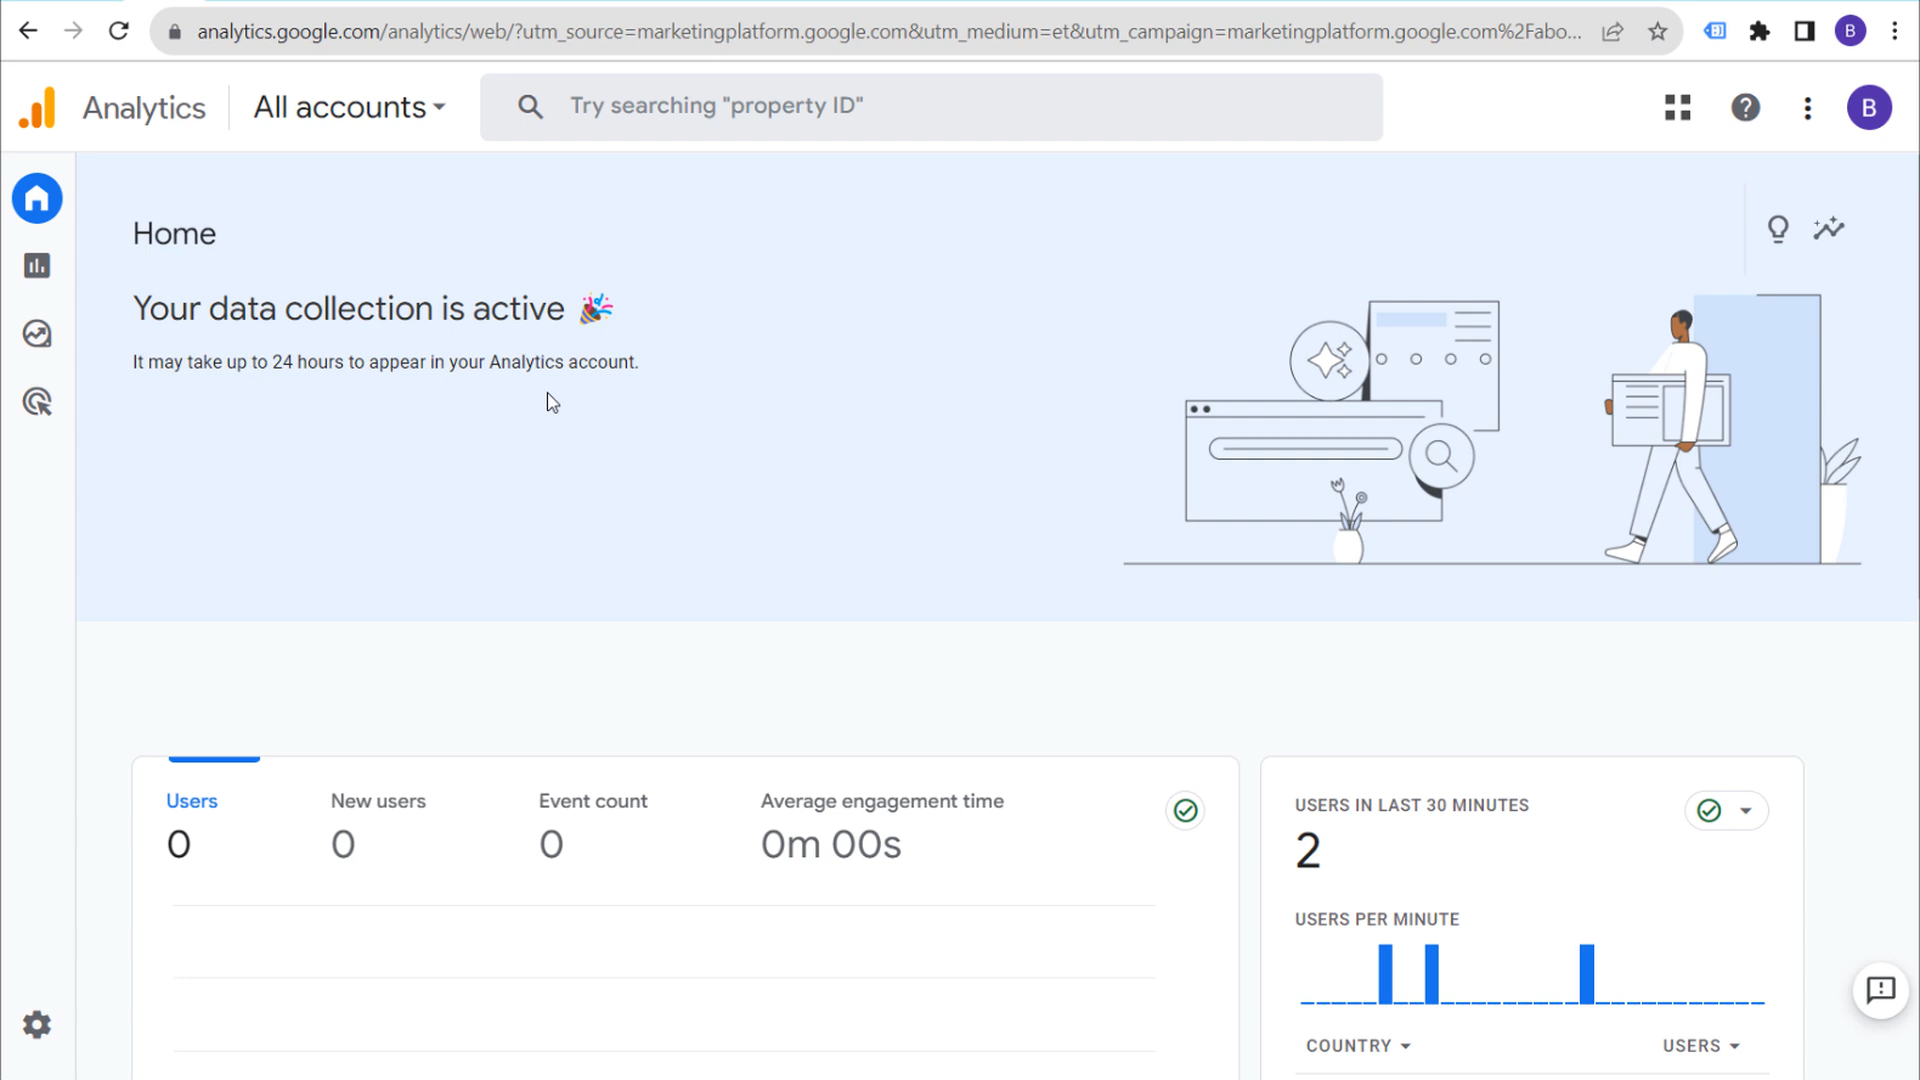 analytics.google.com/analytics/web/?utm_source=marketingplatform.google.com&utm_medium=et&utm_campaign=marketingplatform.google.com%2Fabo...
B
Analytics
All accounts
Try searching "property ID"
B
Home
Your data collection is active 🎉
It may take up to 24 hours to appear in your Analytics account.
Users
New users
Event count
Average engagement time
0
0
0
0m 00s
USERS IN LAST 30 MINUTES
2
USERS PER MINUTE
COUNTRY
USERS